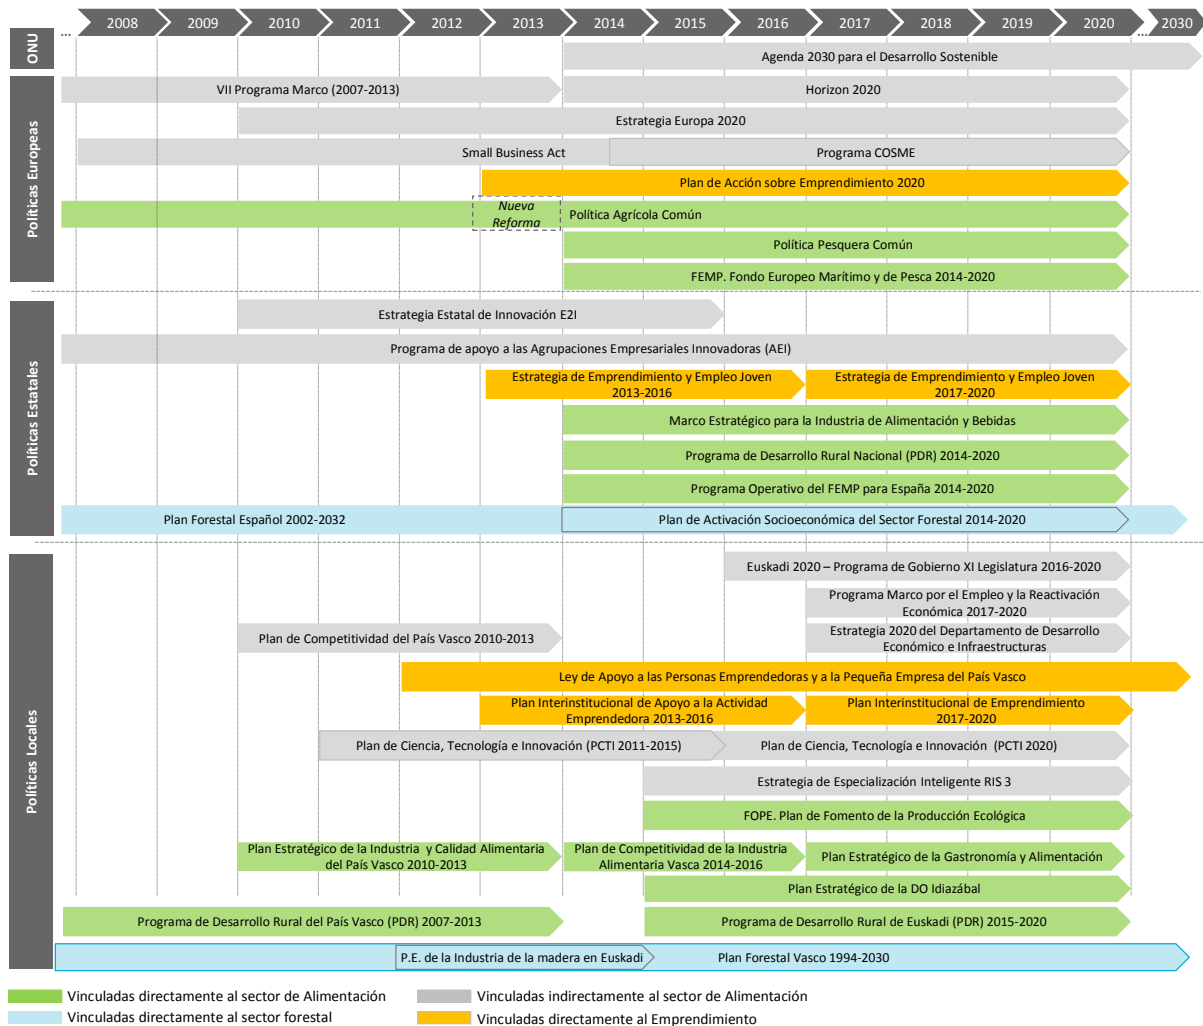 2008 2009 2010 2011 2012 2013 2014 2015 2016 2017 2018 2019 2020 2030
... ...
ONU
Agenda 2030 para el Desarrollo Sostenible
Políticas Europeas
VII Programa Marco (2007-2013)
Horizon 2020
Estrategia Europa 2020
Small Business Act
Programa COSME
Plan de Acción sobre Emprendimiento 2020
Nueva
Reforma
Política Agrícola Común
Política Pesquera Común
FEMP. Fondo Europeo Marítimo y de Pesca 2014-2020
Políticas Estatales
Estrategia Estatal de Innovación E2I
Programa de apoyo a las Agrupaciones Empresariales Innovadoras (AEI)
Estrategia de Emprendimiento y Empleo Joven
2013-2016
Estrategia de Emprendimiento y Empleo Joven
2017-2020
Marco Estratégico para la Industria de Alimentación y Bebidas
Programa de Desarrollo Rural Nacional (PDR) 2014-2020
Programa Operativo del FEMP para España 2014-2020
Plan Forestal Español 2002-2032
Plan de Activación Socioeconómica del Sector Forestal 2014-2020
Políticas Locales
Euskadi 2020 – Programa de Gobierno XI Legislatura 2016-2020
Programa Marco por el Empleo y la Reactivación
Económica 2017-2020
Plan de Competitividad del País Vasco 2010-2013
Estrategia 2020 del Departamento de Desarrollo
Económico e Infraestructuras
Ley de Apoyo a las Personas Emprendedoras y a la Pequeña Empresa del País Vasco
Plan Interinstitucional de Apoyo a la Actividad
Emprendedora 2013-2016
Plan Interinstitucional de Emprendimiento
2017-2020
Plan de Ciencia, Tecnología e Innovación (PCTI 2011-2015)
Plan de Ciencia, Tecnología e Innovación (PCTI 2020)
Estrategia de Especialización Inteligente RIS 3
FOPE. Plan de Fomento de la Producción Ecológica
Plan Estratégico de la Industria y Calidad Alimentaria
del País Vasco 2010-2013
Plan de Competitividad de la Industria
Alimentaria Vasca 2014-2016
Plan Estratégico de la Gastronomía y Alimentación
Plan Estratégico de la DO Idiazábal
Programa de Desarrollo Rural del País Vasco (PDR) 2007-2013
Programa de Desarrollo Rural de Euskadi (PDR) 2015-2020
P.E. de la Industria de la madera en Euskadi
Plan Forestal Vasco 1994-2030
Vinculadas directamente al sector de Alimentación
Vinculadas indirectamente al sector de Alimentación
Vinculadas directamente al sector forestal
Vinculadas directamente al Emprendimiento